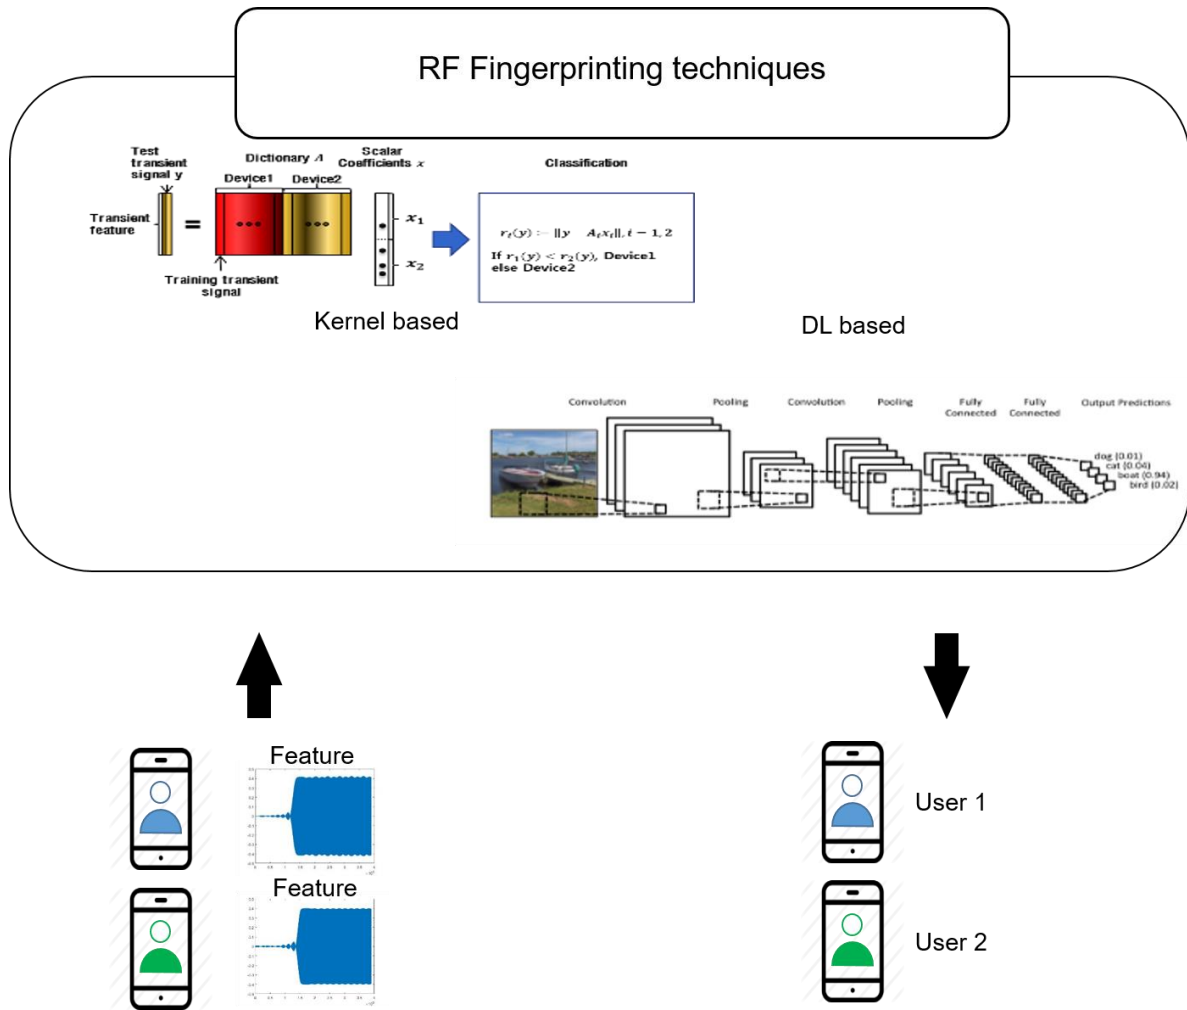 RF Fingerprinting techniques
Test
transient
signal y
Dictionary A
Scalar
Coefficients x
Classification
Device1 Device2
Transient
feature
=
x₁
x₂
Training transient
signal
‖y AᵢXᵢ‖, i − 1, 2
If r₁(y) < r₂(y), Device1
else Device2
Kernel based
DL based
Convolution
Pooling
Convolution
Pooling
Fully
Connected
Fully
Connected
Output Predictions
dog (0.01)
cat (0.04)
boat (0.94)
bird (0.02)
Feature
Feature
User 1
User 2